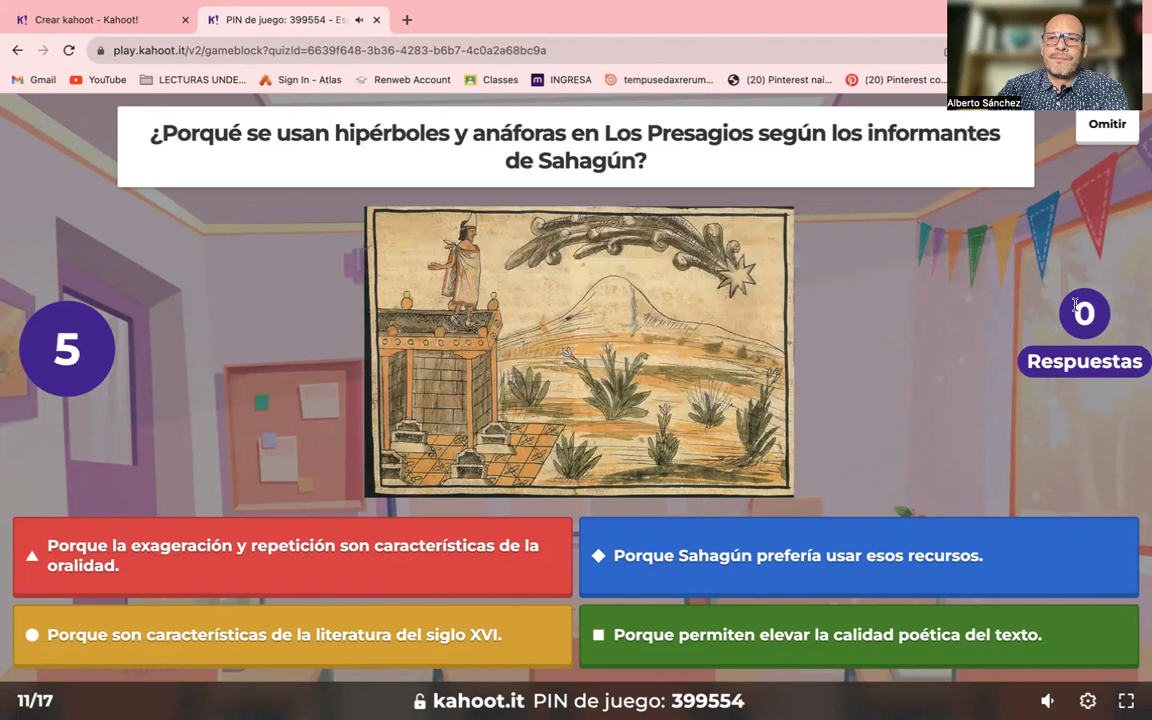 Crear kahoot - Kahoot!
PIN de juego: 399554 - Es
play.kahoot.it/v2/gameblock?quizId=6639f648-3b36-4283-b6b7-4c0a2a68bc9a
Gmail
YouTube
LECTURAS UNDE...
Sign In - Atlas
Renweb Account
Classes
INGRESA
tempusedaxrerum...
(20) Pinterest nai...
(20) Pinterest co...
Alberto Sánchez
Omitir
¿Porqué se usan hipérboles y anáforas en Los Presagios según los informantes
de Sahagún?
5
0
Respuestas
Porque la exageración y repetición son características de la
oralidad.
Porque Sahagún prefería usar esos recursos.
Porque son características de la literatura del siglo XVI.
Porque permiten elevar la calidad poética del texto.
11/17
kahoot.it PIN de juego: 399554